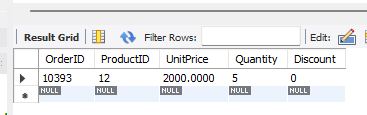 Result Grid Filter Rows: Edit:
OrderID ProductID UnitPrice Quantity Discount
10393 12 2000.0000 5 0
NULL NULL NULL NULL NULL